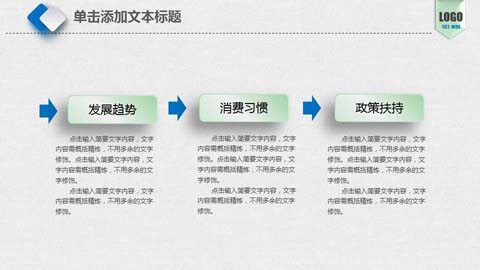 单击添加文本标题
LOGO
发展趋势
消费习惯
政策扶持
点击输入简要文字内容，文字
内容需概括精炼，不用多余的文
字修饰。点击输入简要文字内容，文
字内容需概括精炼，不用多余的文
字修饰。
点击输入简要文字内容，文字
内容需概括精炼，不用多余的文字
修饰。
点击输入简要文字内容，文字
内容需概括精炼，不用多余的文字
修饰。点击输入简要文字内容，文
字内容需概括精炼，不用多余的文
字修饰。
点击输入简要文字内容，文字
内容需概括精炼，不用多余的文字
修饰。
点击输入简要文字内容，文字
内容需概括精炼，不用多余的文字
修饰。点击输入简要文字内容，文
字内容需概括精炼，不用多余的文
字修饰。
点击输入简要文字内容，文字
内容需概括精炼，不用多余的文字
修饰。